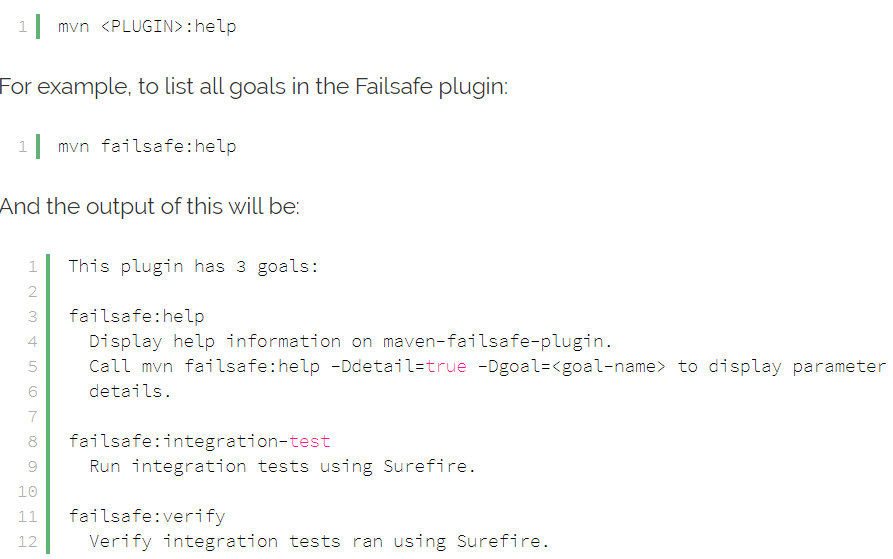 1 mvn <PLUGIN>:help
For example, to list all goals in the Failsafe plugin:
1 mvn failsafe:help
And the output of this will be:
1 This plugin has 3 goals:
2
3 failsafe:help
4   Display help information on maven-failsafe-plugin.
5   Call mvn failsafe:help -Ddetail=true -Dgoal=<goal-name> to display parameter
6   details.
7
8 failsafe:integration-test
9   Run integration tests using Surefire.
10
11 failsafe:verify
12   Verify integration tests ran using Surefire.